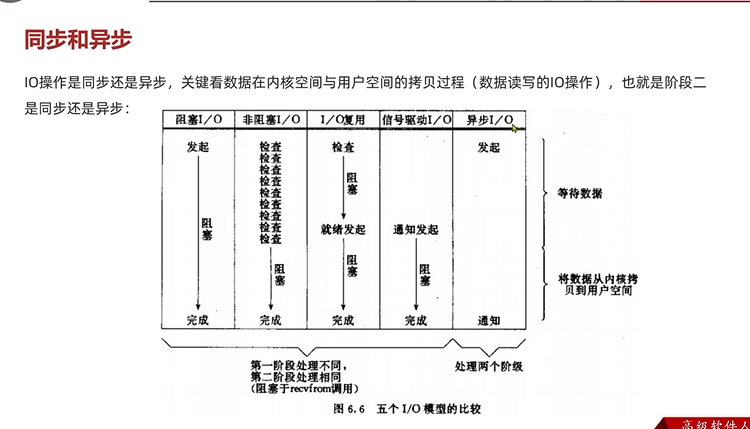 同步和异步
IO操作是同步还是异步，关键看数据在内核空间与用户空间的拷贝过程（数据读写的IO操作），也就是阶段二
是同步还是异步：
阻塞I/O 非阻塞I/O I/O复用 信号驱动I/O 异步I/O
发起 检查 检查 发起
检查
检查
检查
检查
检查
检查
检查
检查
阻塞
阻塞
就绪发起 通知发起
阻塞 阻塞 阻塞
完成 完成 完成 完成 通知
等待数据
将数据从内核拷
贝到用户空间
第一阶段处理不同，
第二阶段处理相同
（阻塞于recvfrom调用）
处理两个阶级
图 6.6 五个 I/O 模型的比较
高级软件人